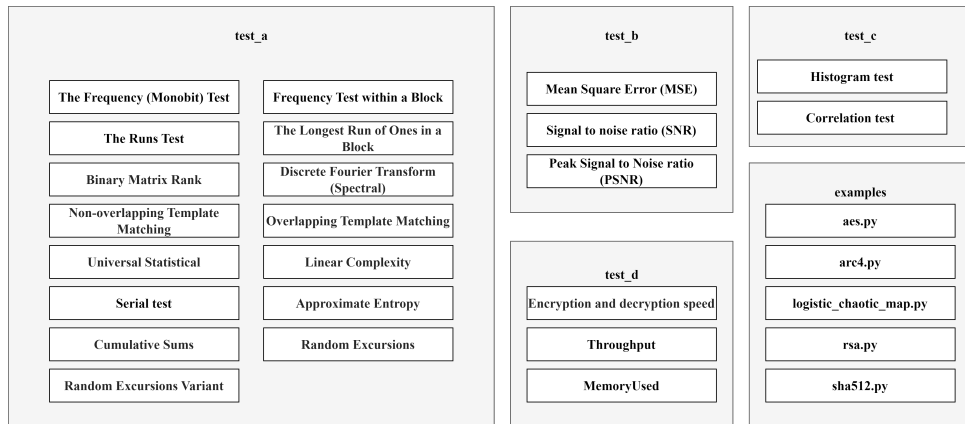 test_a
The Frequency (Monobit) Test
Frequency Test within a Block
The Runs Test
The Longest Run of Ones in a
Block
Binary Matrix Rank
Discrete Fourier Transform
(Spectral)
Non-overlapping Template
Matching
Overlapping Template Matching
Universal Statistical
Linear Complexity
Serial test
Approximate Entropy
Cumulative Sums
Random Excursions
Random Excursions Variant
test_b
Mean Square Error (MSE)
Signal to noise ratio (SNR)
Peak Signal to Noise ratio
(PSNR)
test_c
Histogram test
Correlation test
test_d
Encryption and decryption speed
Throughput
MemoryUsed
examples
aes.py
arc4.py
logistic_chaotic_map.py
rsa.py
sha512.py